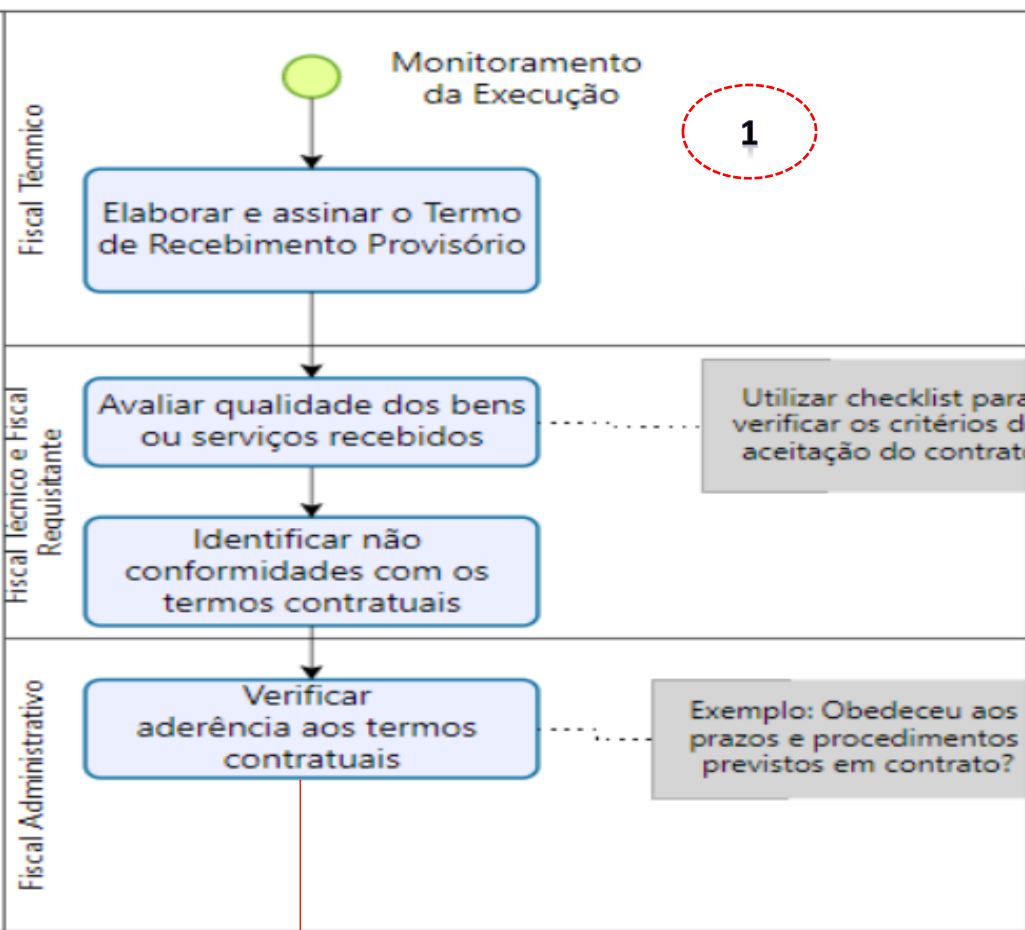 Monitoramento
da Execução
1
Fiscal Técnnico
Elaborar e assinar o Termo
de Recebimento Provisório
Fiscal Técnico e Fiscal
Requisitante
Avaliar qualidade dos bens
ou serviços recebidos
Utilizar checklist para
verificar os critérios d
aceitação do contrat
Identificar não
conformidades com os
termos contratuais
Fiscal Administrativo
Verificar
aderência aos termos
contratuais
Exemplo: Obedeceu aos
prazos e procedimentos
previstos em contrato?